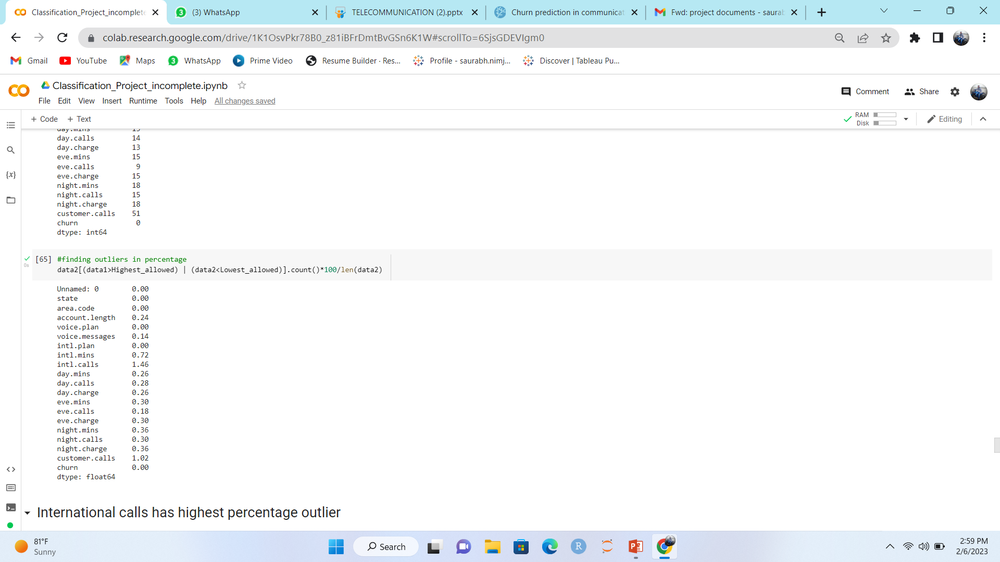 Classification_Project_incomplete
(3) WhatsApp
TELECOMMUNICATION (2).pptx
Churn prediction in communicat
Fwd: project documents - saurab
colab.research.google.com/drive/1K1OsvPkr78B0_z81iBFrDmtBvGSn6K1W#scrollTo=6SjsGDEVIgm0
Gmail
YouTube
Maps
WhatsApp
Prime Video
Resume Builder · Res...
Profile - saurabh.nimj...
Discover | Tableau Pu...
Classification_Project_incomplete.ipynb
Comment
Share
File Edit View Insert Runtime Tools Help All changes saved
+ Code + Text
RAM
Disk
Editing
day.mins 15
day.calls 14
day.charge 13
eve.mins 15
eve.calls 9
eve.charge 15
night.mins 18
night.calls 15
night.charge 18
customer.calls 51
churn 0
dtype: int64
[65] #finding outliers in percentage
0s
data2[(data1>Highest_allowed) | (data2<Lowest_allowed)].count()*100/len(data2)
Unnamed: 0 0.00
state 0.00
area.code 0.00
account.length 0.24
voice.plan 0.00
voice.messages 0.14
intl.plan 0.00
intl.mins 0.72
intl.calls 1.46
day.mins 0.26
day.calls 0.28
day.charge 0.26
eve.mins 0.30
eve.calls 0.18
eve.charge 0.30
night.mins 0.36
night.calls 0.30
night.charge 0.36
customer.calls 1.02
churn 0.00
dtype: float64
International calls has highest percentage outlier
81°F
Sunny
Search
2:59 PM
2/6/2023